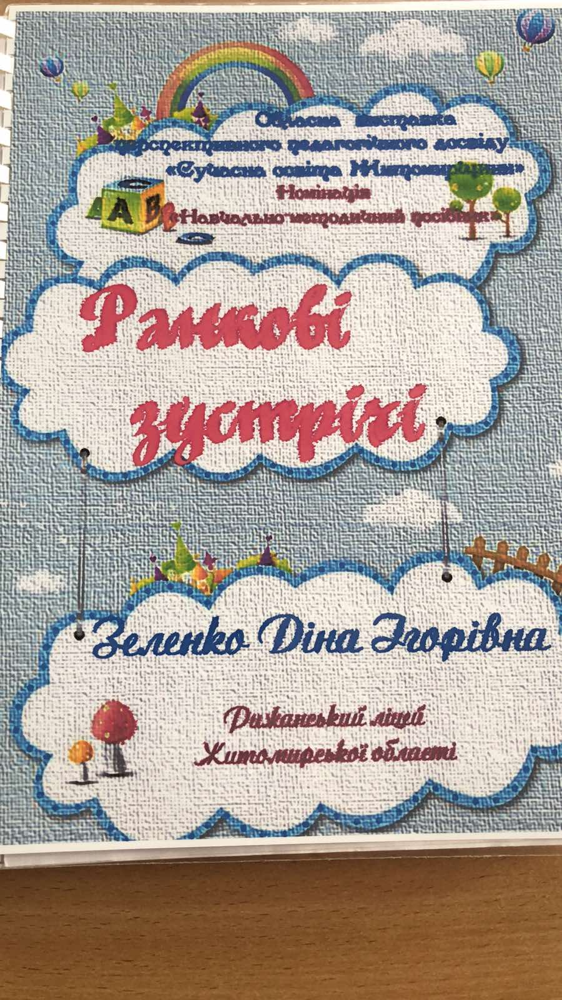 Обласна виставка
перспективного педагогічного досвіду
«Сучасна освіта Житомирщини»
Номінація
«Навчально-методичний посібник»
A B
Ранкові
зустрічі
Зеленко Діна Ігорівна
Рижанський ліцей
Житомирської області